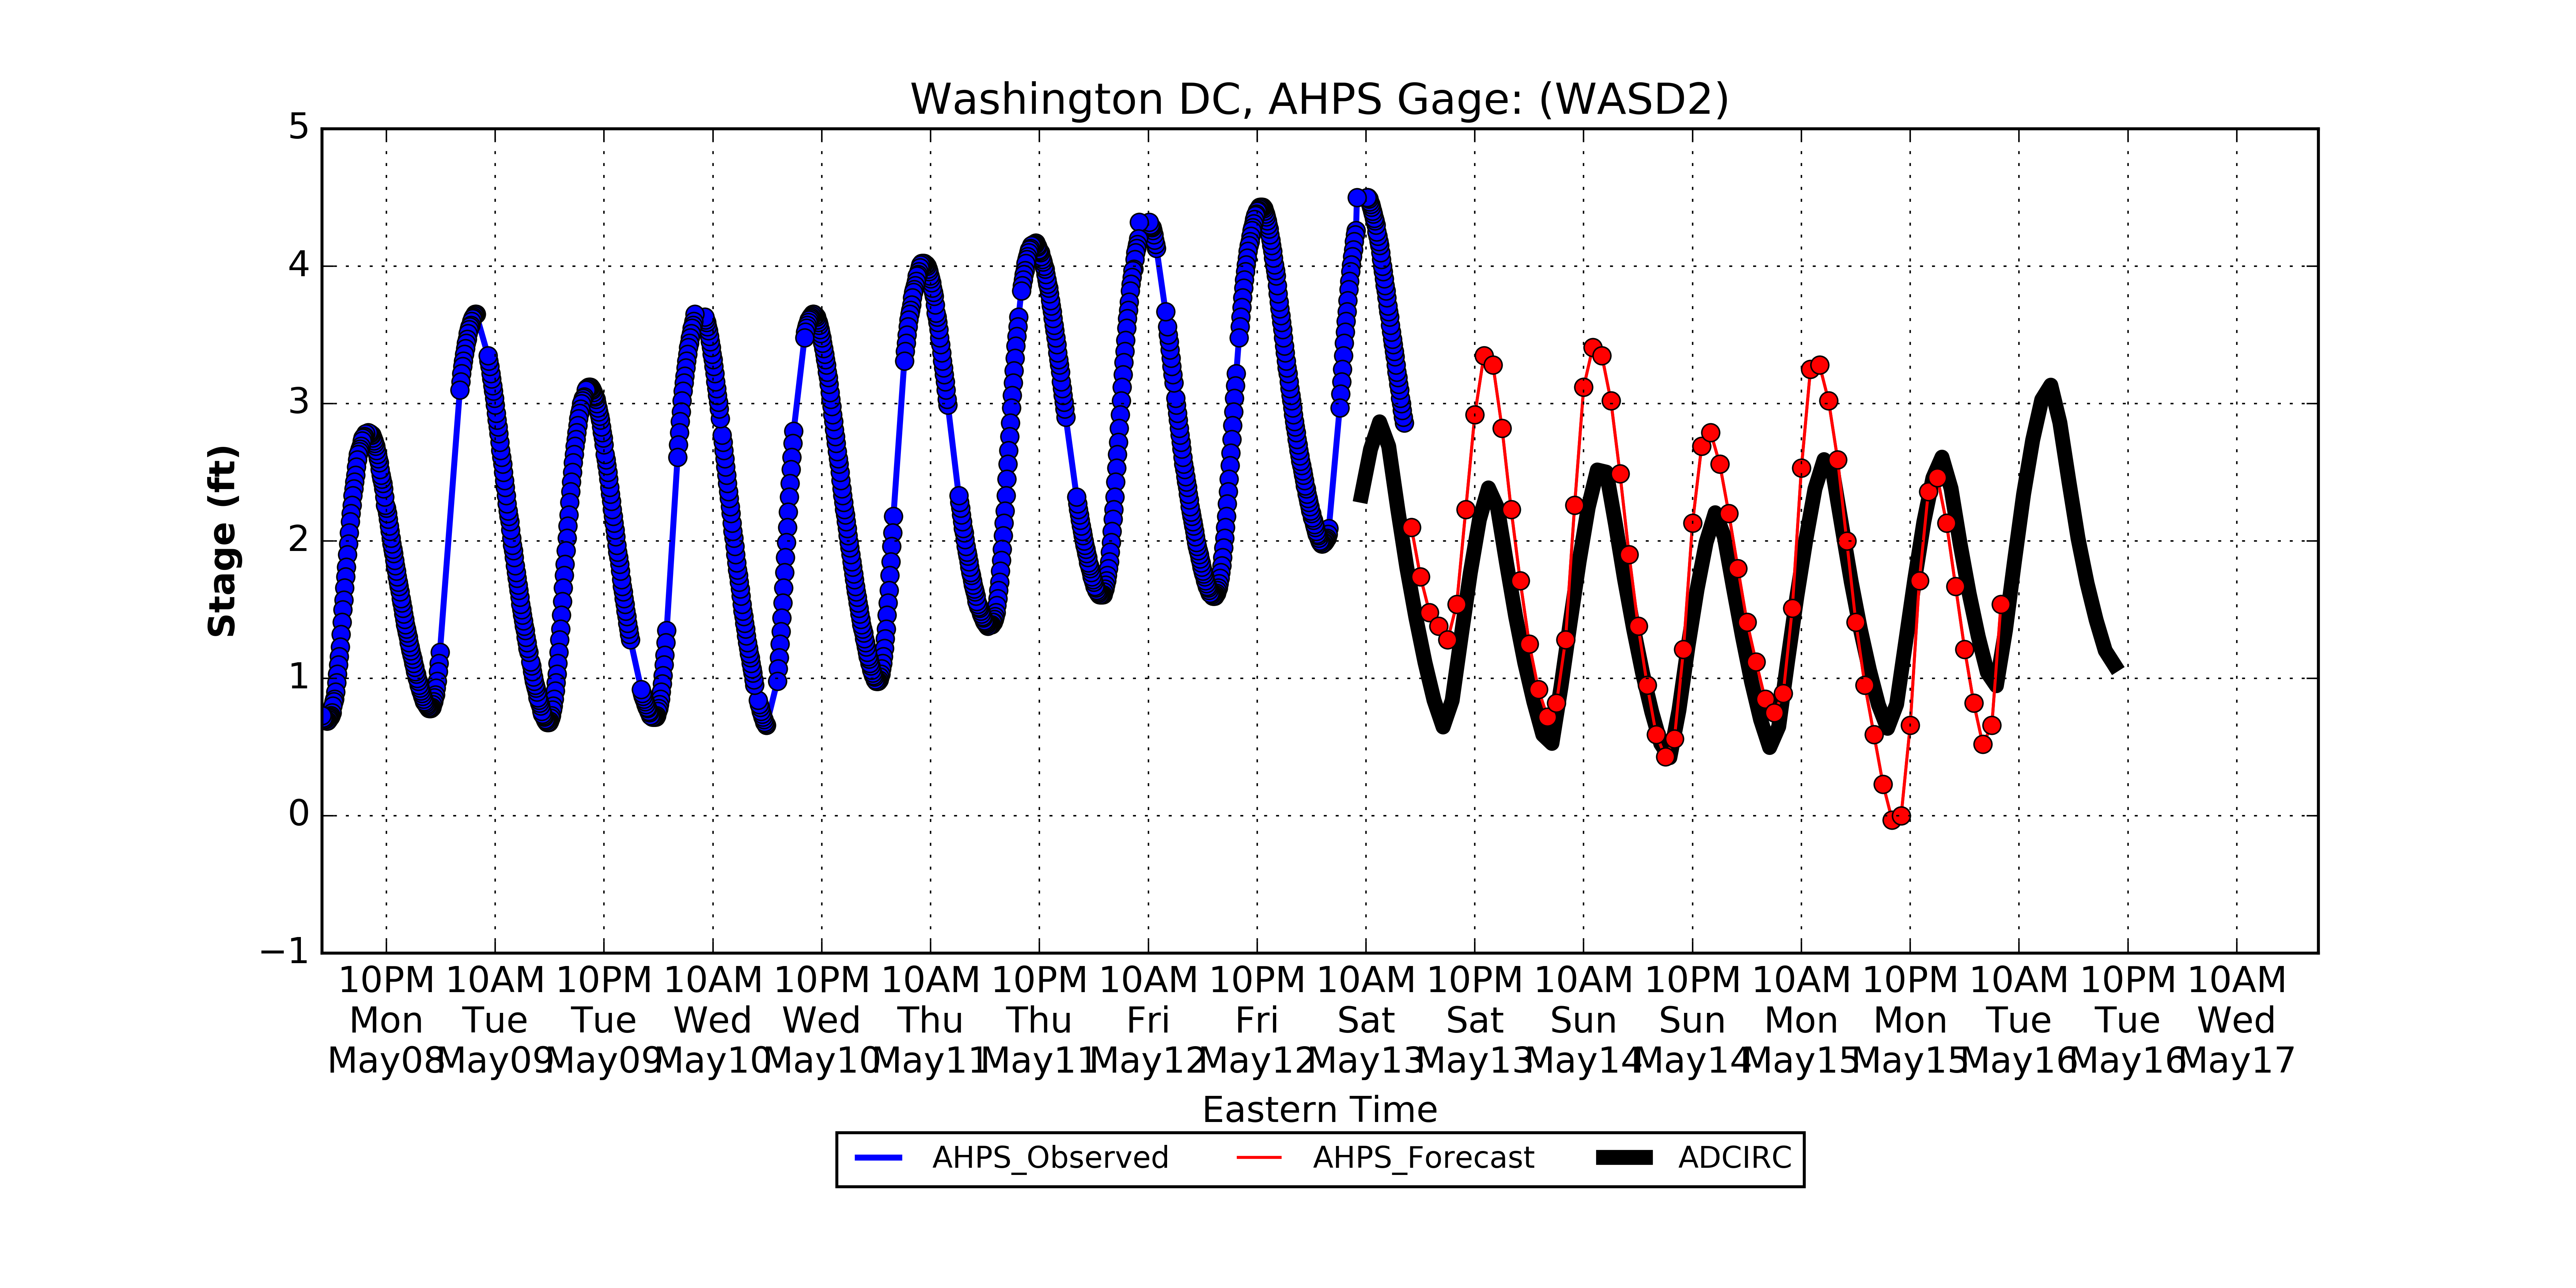 Washington DC, AHPS Gage: (WASD2)
5
4
3
2
1
0
−1
Stage (ft)
10PM 10AM 10PM 10AM 10PM 10AM 10PM 10AM 10PM 10AM 10PM 10AM 10PM 10AM 10PM 10AM 10PM 10AM
Mon Tue Tue Wed Wed Thu Thu Fri Fri Sat Sat Sun Sun Mon Mon Tue Tue Wed
May08 May09 May09 May10 May10 May11 May11 May12 May12 May13 May13 May14 May14 May15 May15 May16 May16 May17
Eastern Time
AHPS_Observed AHPS_Forecast ADCIRC